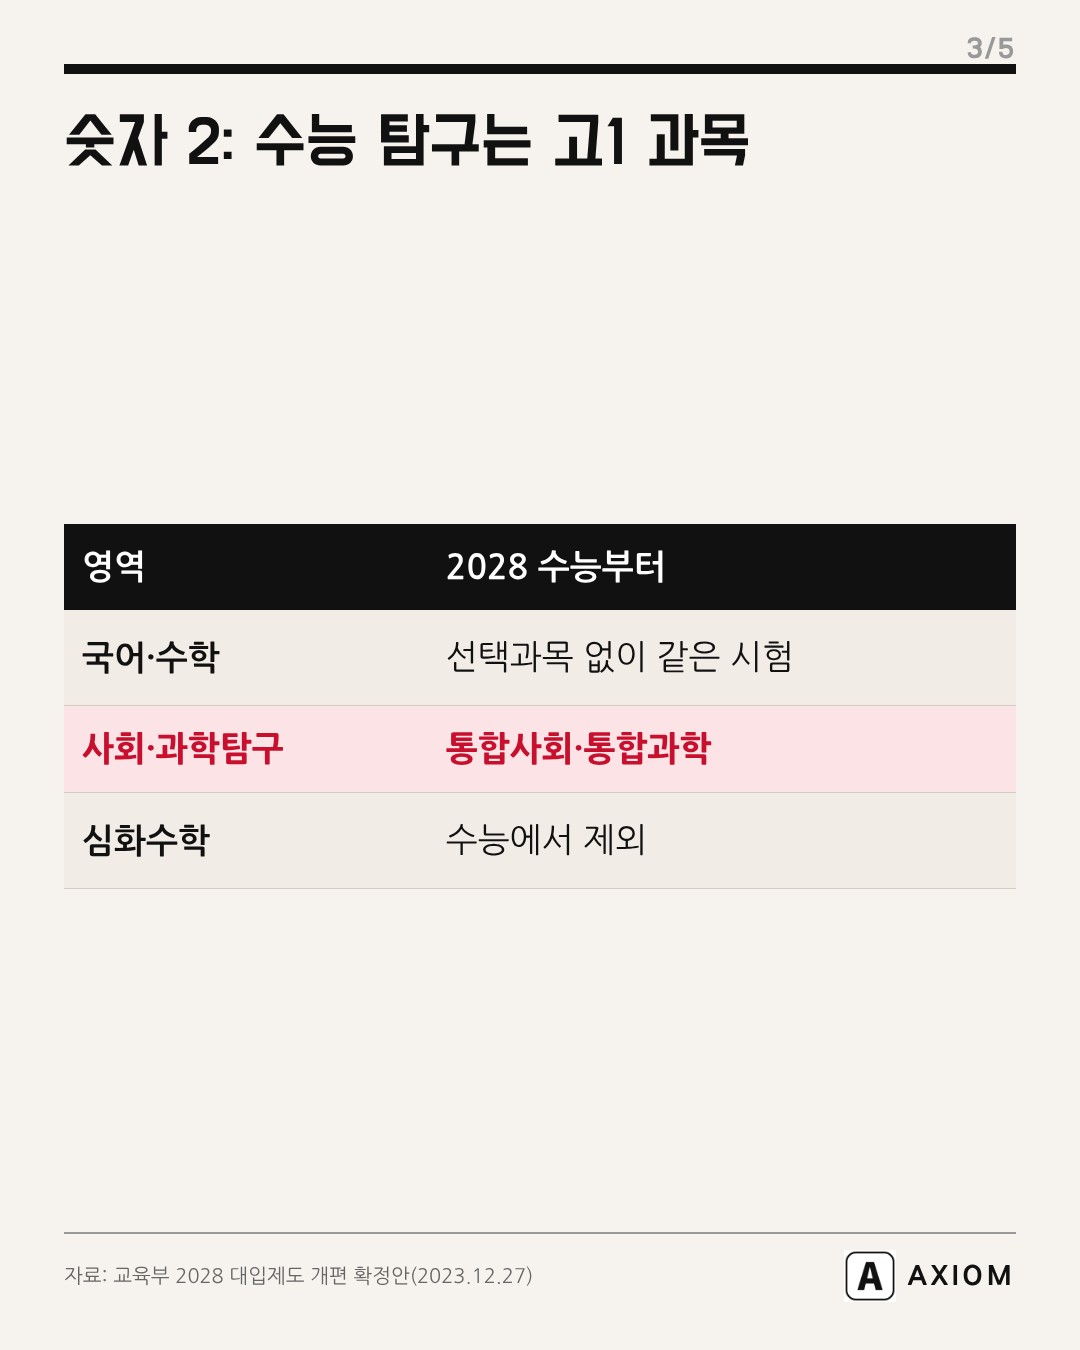 3/5
숫자 2: 수능 탐구는 고1 과목
영역 2028 수능부터
국어·수학 선택과목 없이 같은 시험
사회·과학탐구 통합사회·통합과학
심화수학 수능에서 제외
자료: 교육부 2028 대입제도 개편 확정안(2023.12.27)
A AXIOM